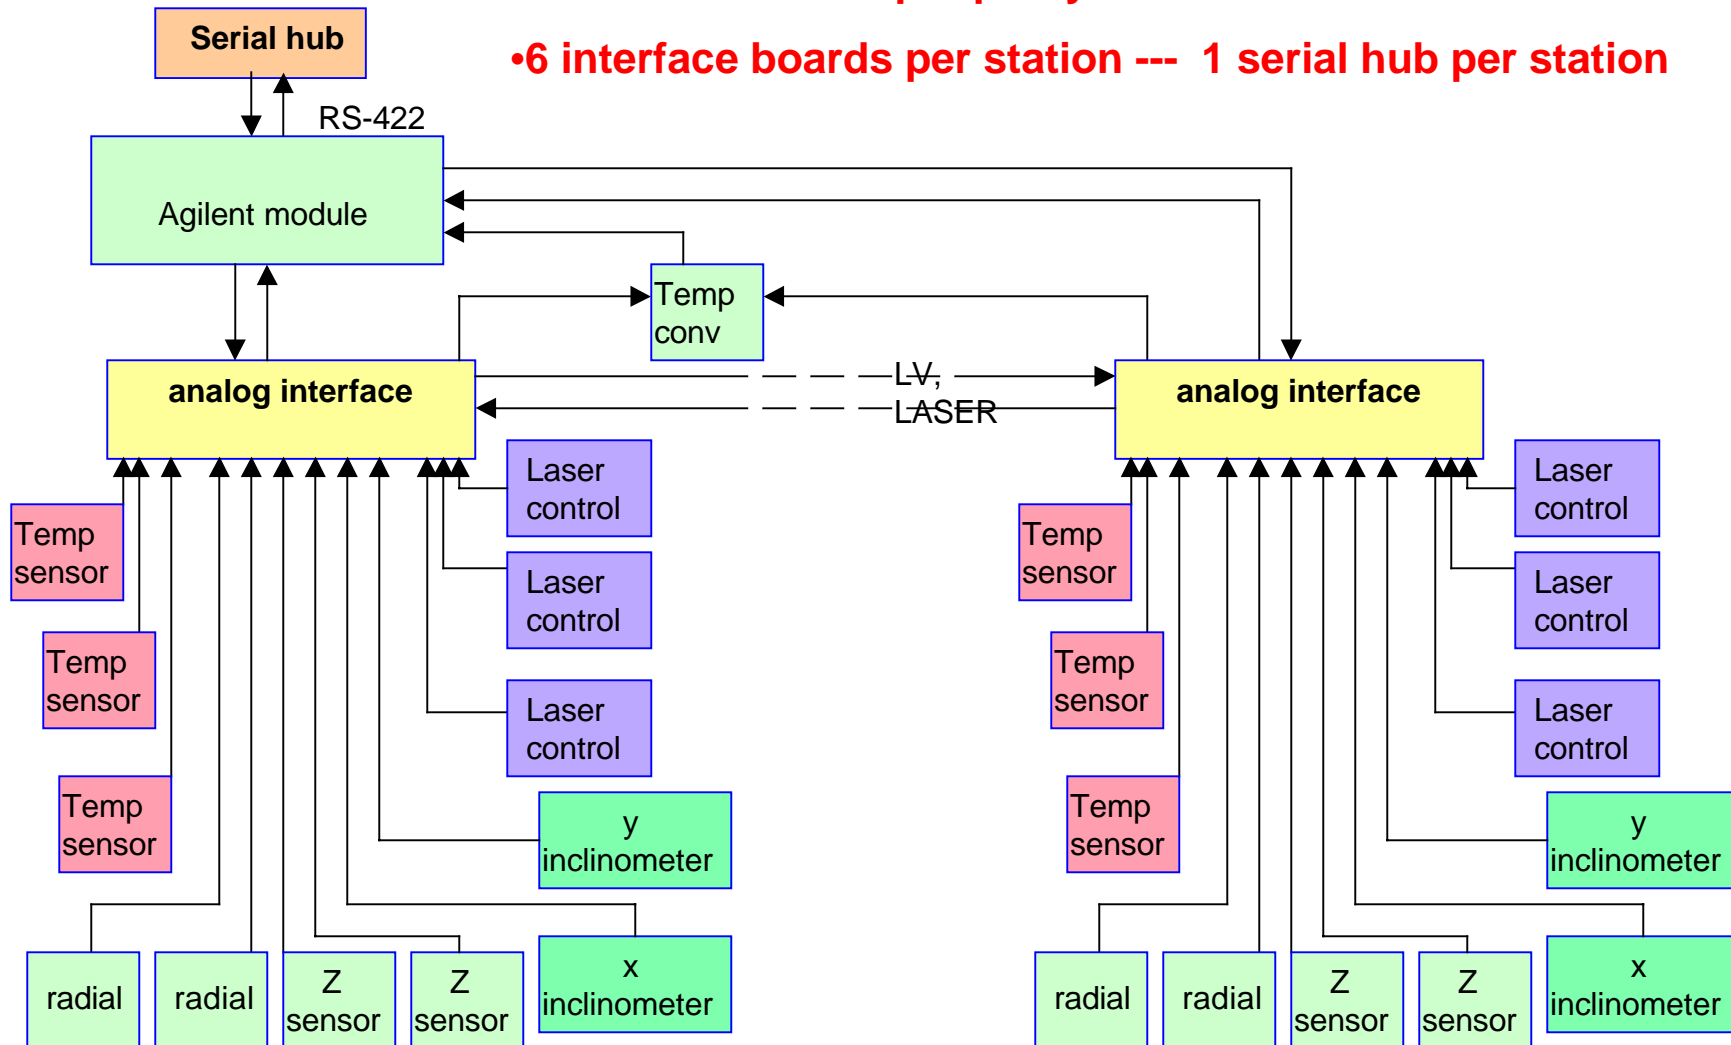 •6 interface boards per station --- 1 serial hub per station
Serial hub
RS-422
Agilent module
Temp
conv
analog interface
LV,
LASER
analog interface
Laser
control
Laser
control
Laser
control
Temp
sensor
Temp
sensor
Temp
sensor
y
inclinometer
x
inclinometer
radial
radial
Z
sensor
Z
sensor
Laser
control
Laser
control
Laser
control
Temp
sensor
Temp
sensor
Temp
sensor
y
inclinometer
x
inclinometer
radial
radial
Z
sensor
Z
sensor